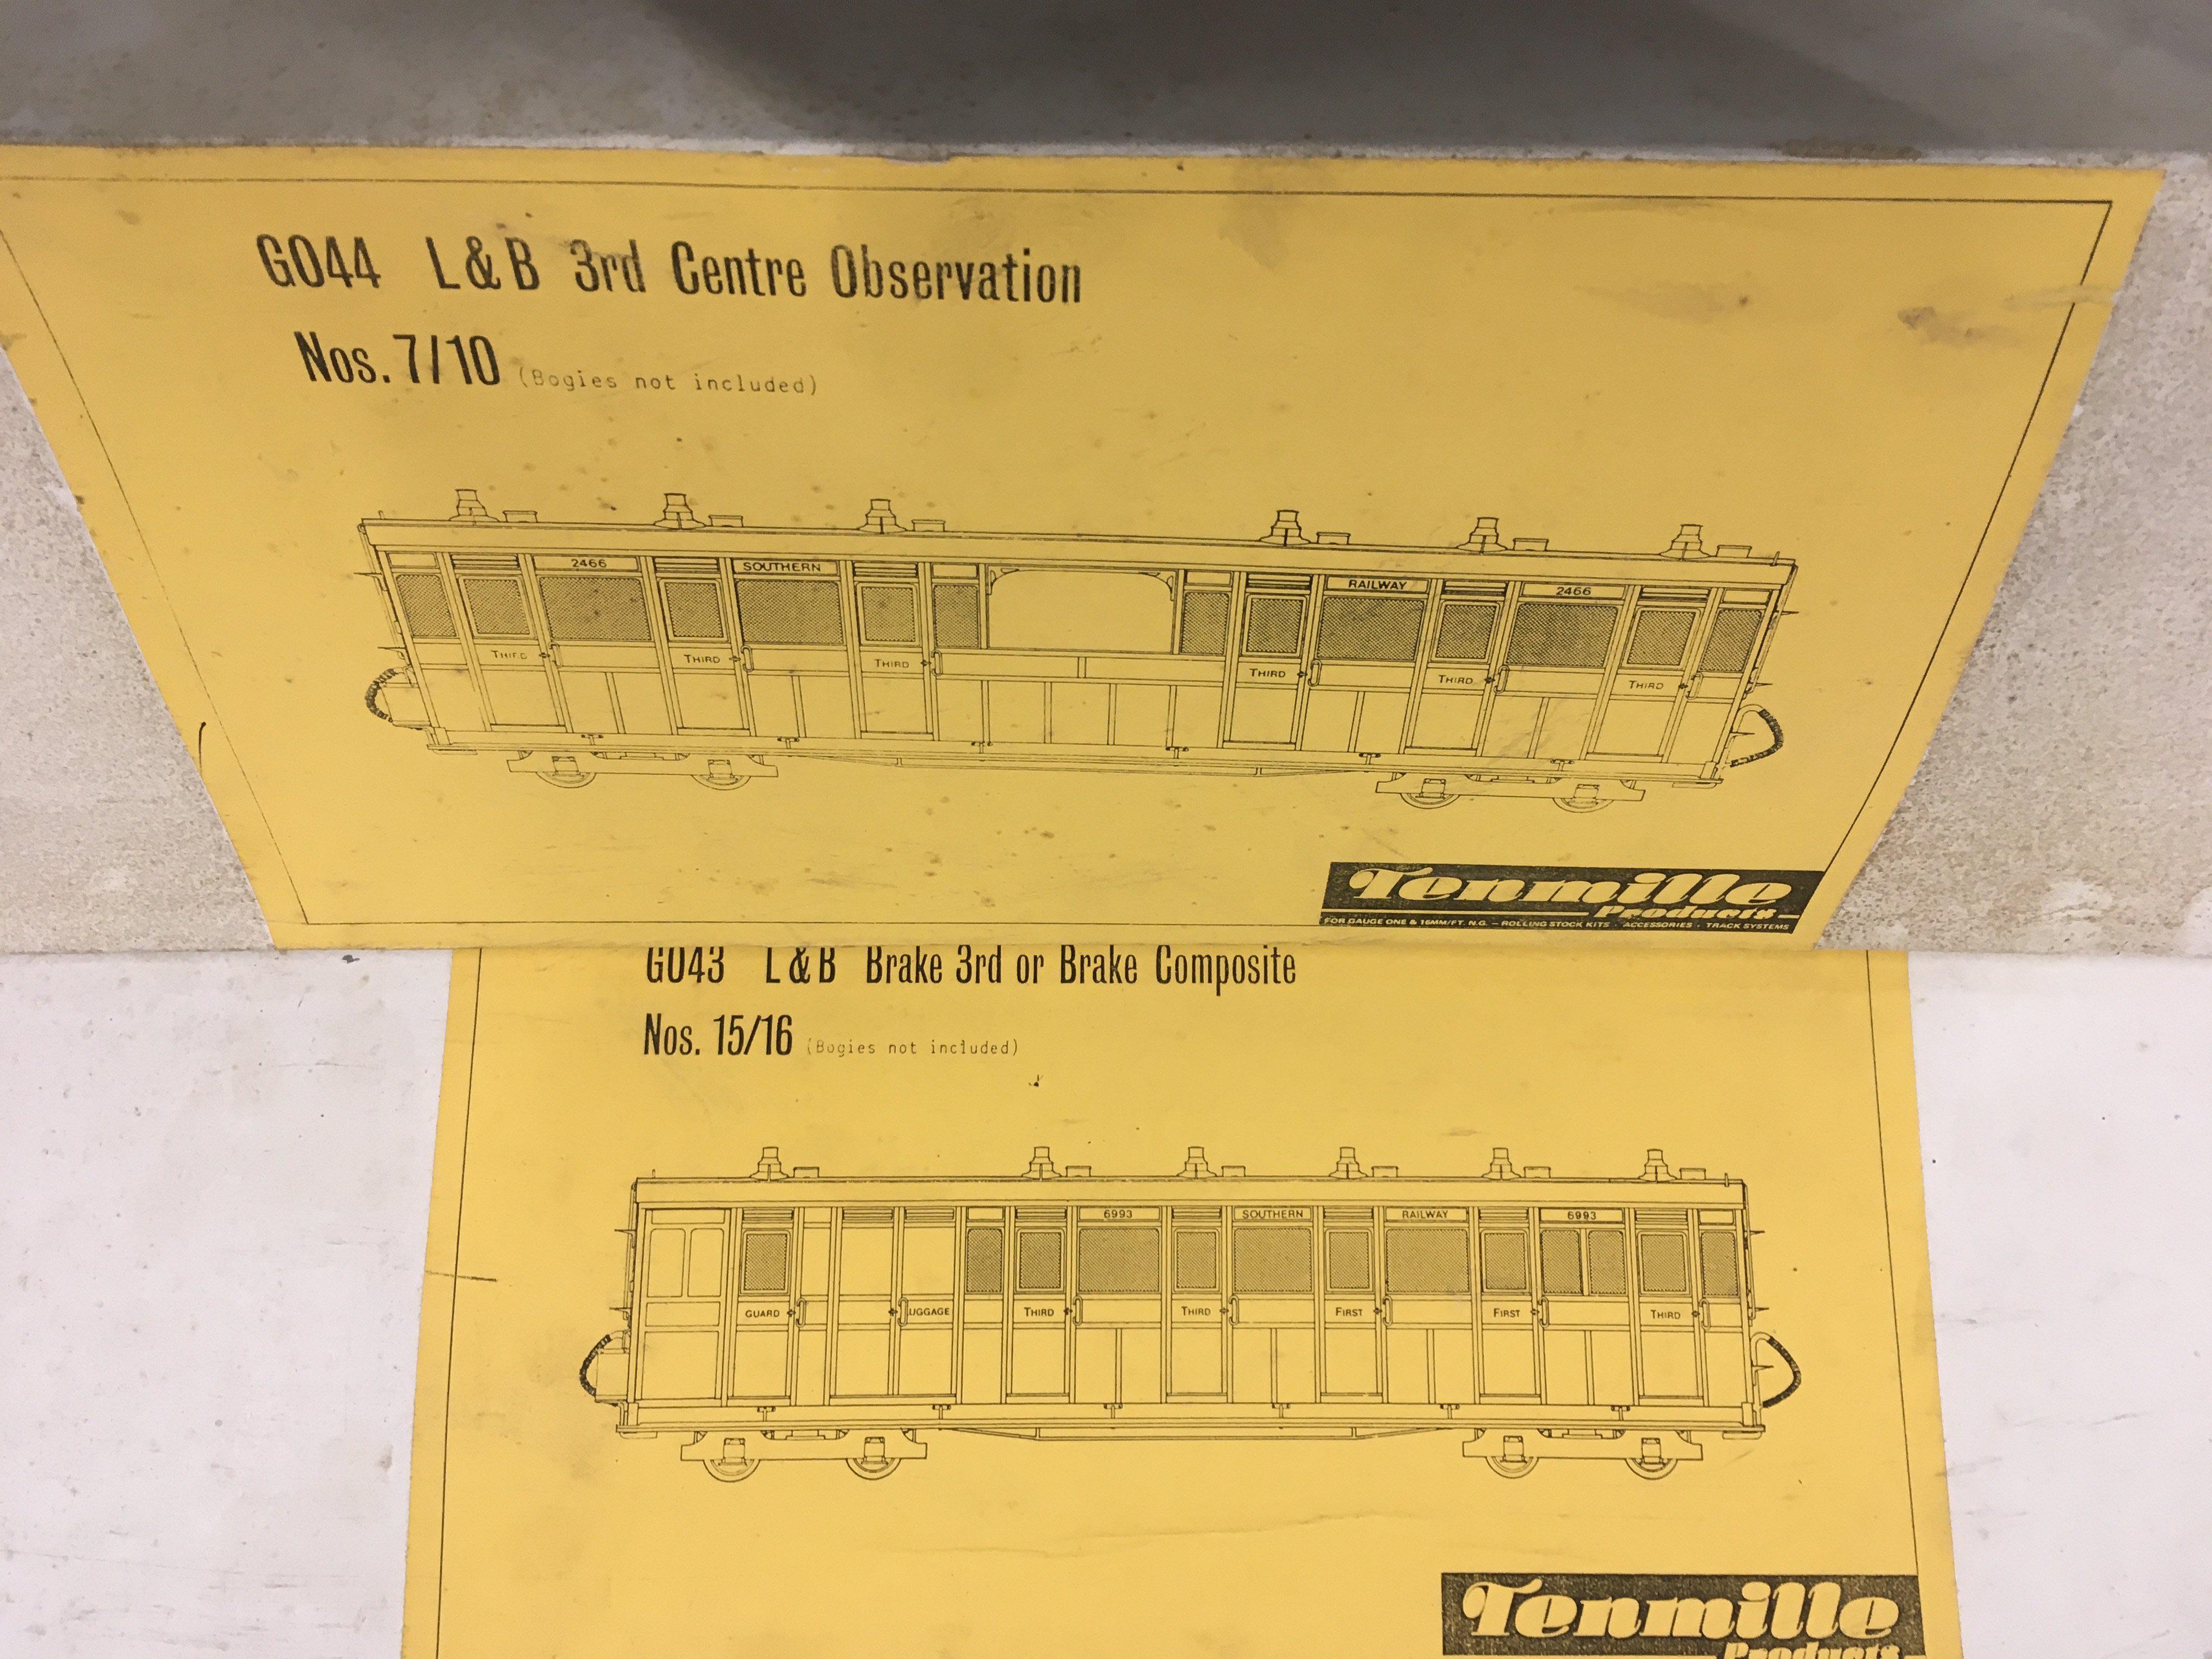 G044 L&B 3rd Centre Observation
Nos. 7/10 (Bogies not included)
2466 SOUTHERN RAILWAY 2466
THIRD THIRD THIRD THIRD THIRD THIRD
Tenmille
Products
FOR GAUGE ONE & 16MM/FT. N.G. – ROLLING STOCK KITS · ACCESSORIES · TRACK SYSTEMS
G043 L&B Brake 3rd or Brake Composite
Nos. 15/16 (Bogies not included)
6993 SOUTHERN RAILWAY 6993
GUARD LUGGAGE THIRD THIRD FIRST FIRST THIRD
Tenmille
Products